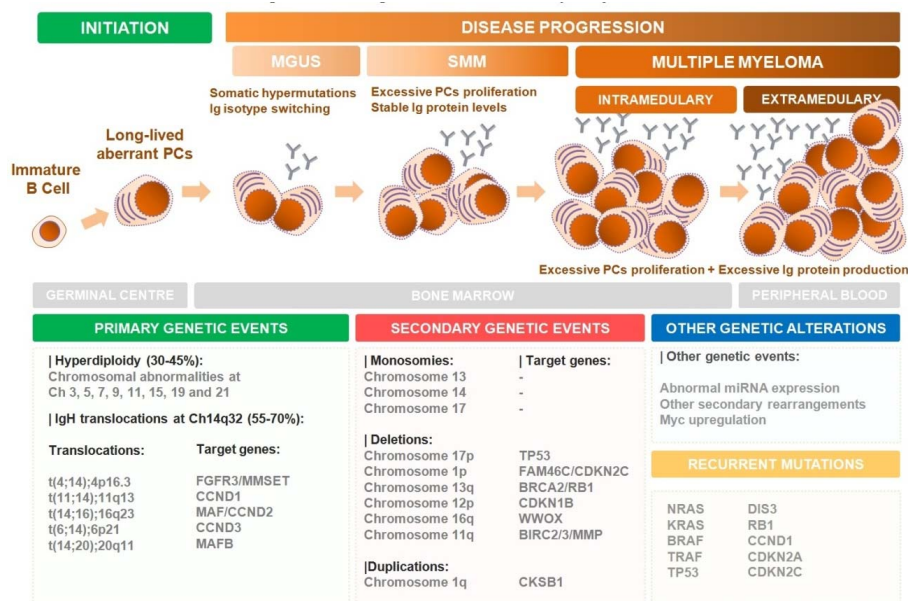 INITIATION
DISEASE PROGRESSION
MGUS
SMM
MULTIPLE MYELOMA
Somatic hypermutations
Ig isotype switching
Excessive PCs proliferation
Stable Ig protein levels
INTRAMEDULARY
EXTRAMEDULARY
Long-lived
aberrant PCs
Immature
B Cell
Excessive PCs proliferation + Excessive Ig protein production
GERMINAL CENTRE
BONE MARROW
PERIPHERAL BLOOD
PRIMARY GENETIC EVENTS
| Hyperdiploidy (30-45%):
Chromosomal abnormalities at
Ch 3, 5, 7, 9, 11, 15, 19 and 21
| IgH translocations at Ch14q32 (55-70%):
Translocations: Target genes:
t(4;14);4p16.3 FGFR3/MMSET
t(11;14);11q13 CCND1
t(14;16);16q23 MAF/CCND2
t(6;14);6p21 CCND3
t(14;20);20q11 MAFB
SECONDARY GENETIC EVENTS
| Monosomies: | Target genes:
Chromosome 13 -
Chromosome 14 -
Chromosome 17 -
| Deletions:
Chromosome 17p TP53
Chromosome 1p FAM46C/CDKN2C
Chromosome 13q BRCA2/RB1
Chromosome 12p CDKN1B
Chromosome 16q WWOX
Chromosome 11q BIRC2/3/MMP
|Duplications:
Chromosome 1q CKSB1
OTHER GENETIC ALTERATIONS
| Other genetic events:
Abnormal miRNA expression
Other secondary rearrangements
Myc upregulation
RECURRENT MUTATIONS
NRAS DIS3
KRAS RB1
BRAF CCND1
TRAF CDKN2A
TP53 CDKN2C